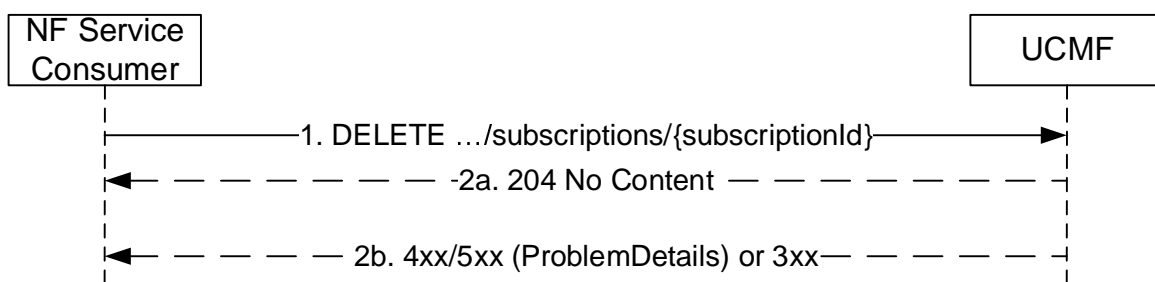 NF Service
Consumer
UCMF
1. DELETE …/subscriptions/{subscriptionId}
2a. 204 No Content
2b. 4xx/5xx (ProblemDetails) or 3xx